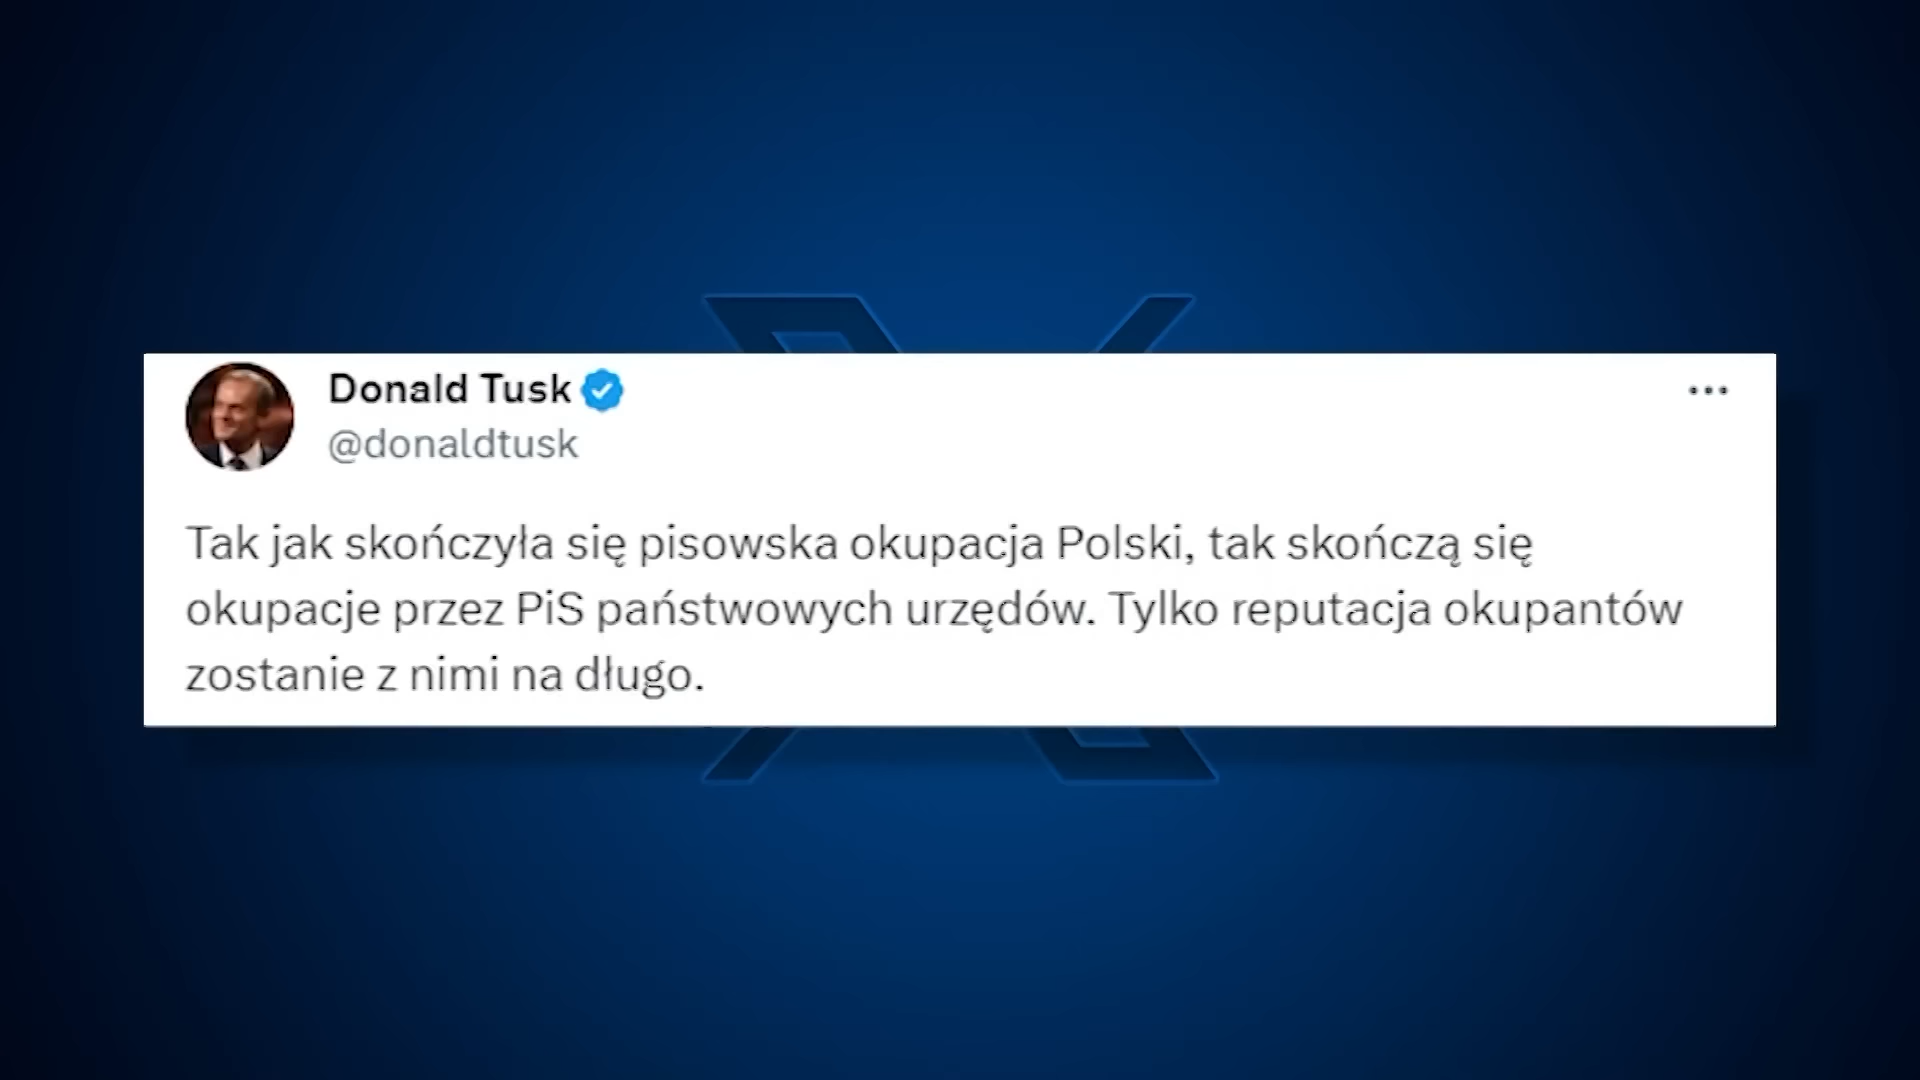 Donald Tusk
@donaldtusk
Tak jak skończyła się pisowska okupacja Polski, tak skończą się
okupacje przez PiS państwowych urzędów. Tylko reputacja okupantów
zostanie z nimi na długo.